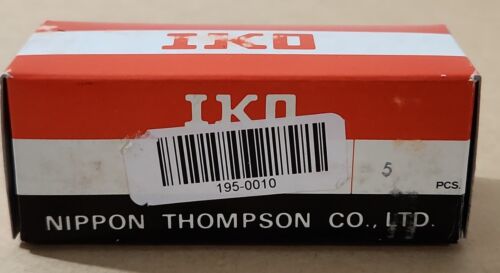 IKO
IKO
195-0010
5
PCS.
NIPPON THOMPSON CO., LTD.